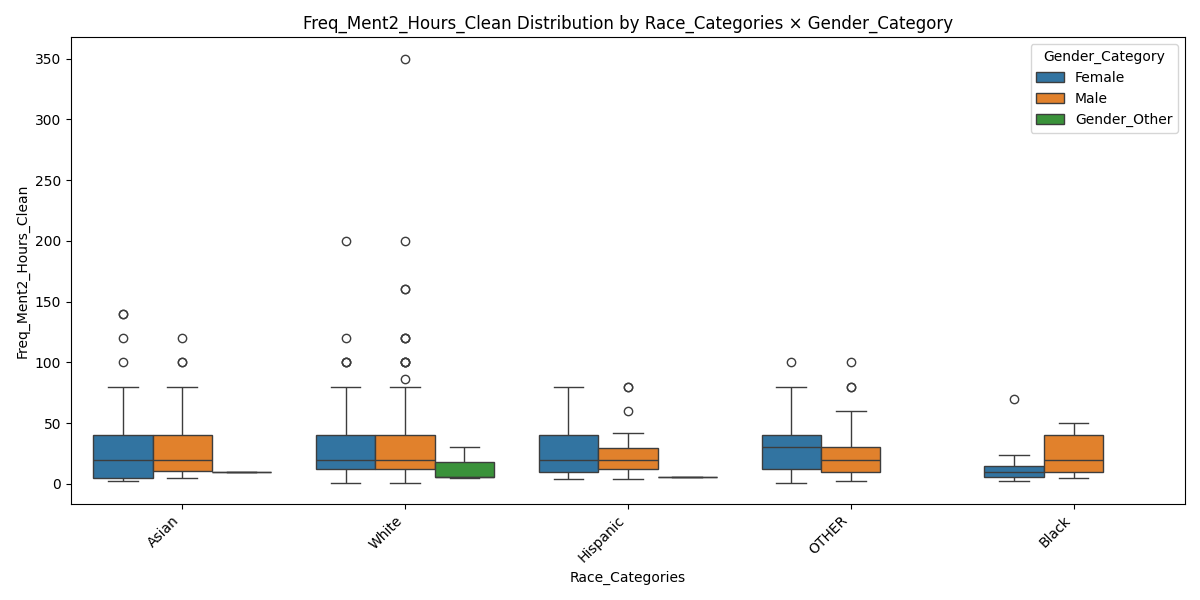 Freq_Ment2_Hours_Clean Distribution by Race_Categories × Gender_Category
Gender_Category
Female
Male
Gender_Other
Freq_Ment2_Hours_Clean
350
300
250
200
150
100
50
0
Asian
White
Hispanic
OTHER
Black
Race_Categories